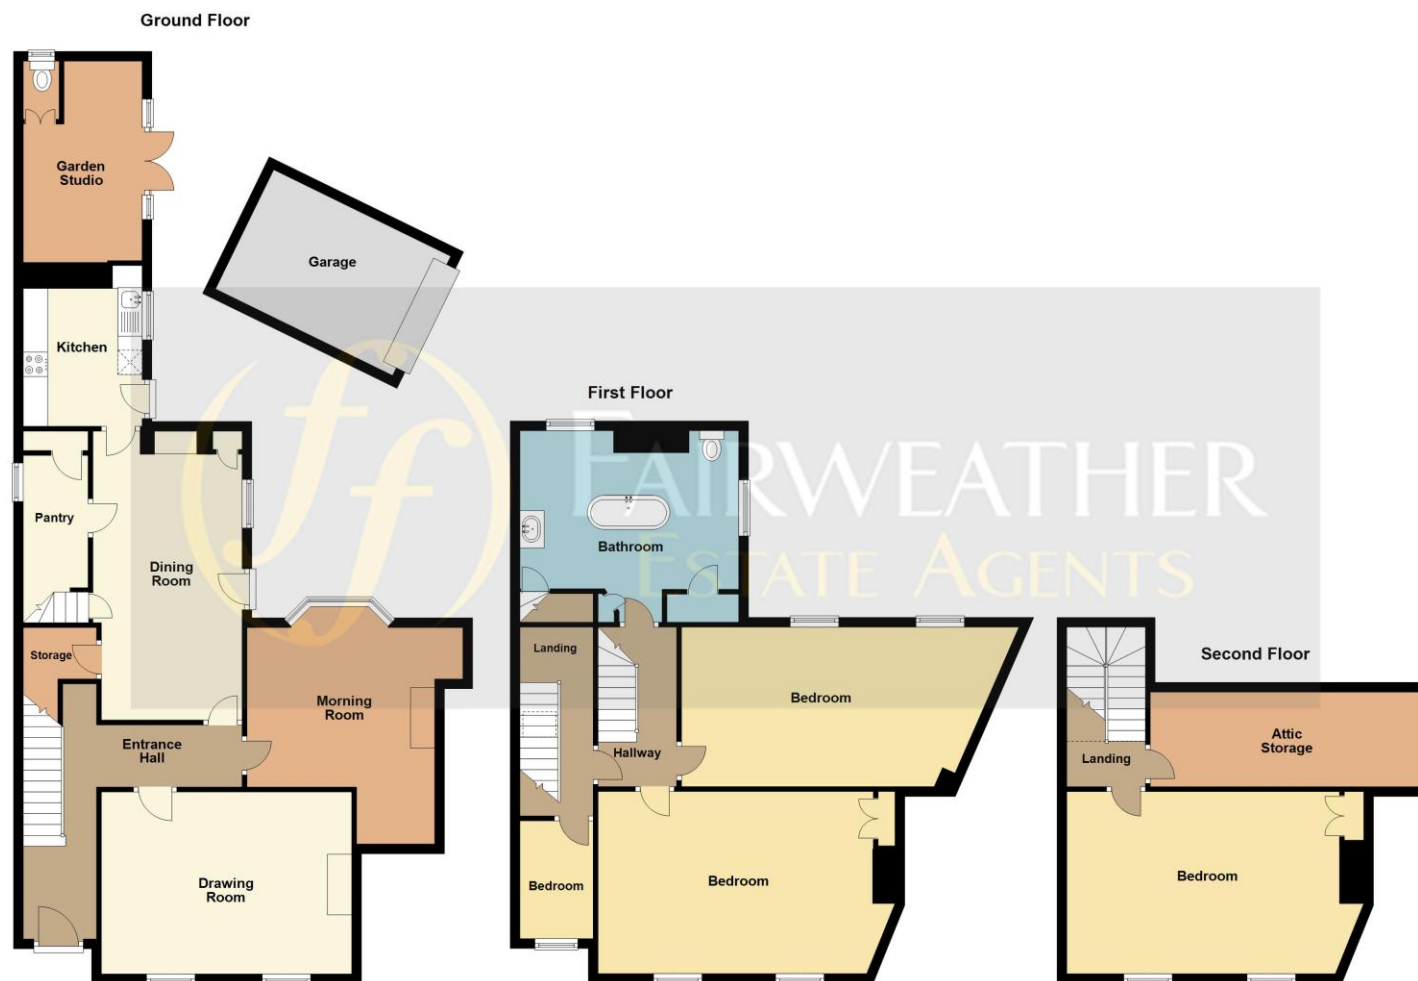 Ground Floor
Garden
Studio
Garage
Kitchen
Pantry
Dining
Room
Storage
Morning
Room
Entrance
Hall
Drawing
Room
First Floor
Bathroom
Landing
Bedroom
Hallway
Bedroom
Bedroom
Second Floor
Attic
Storage
Landing
Bedroom
ff
FAIRWEATHER
ESTATE AGENTS